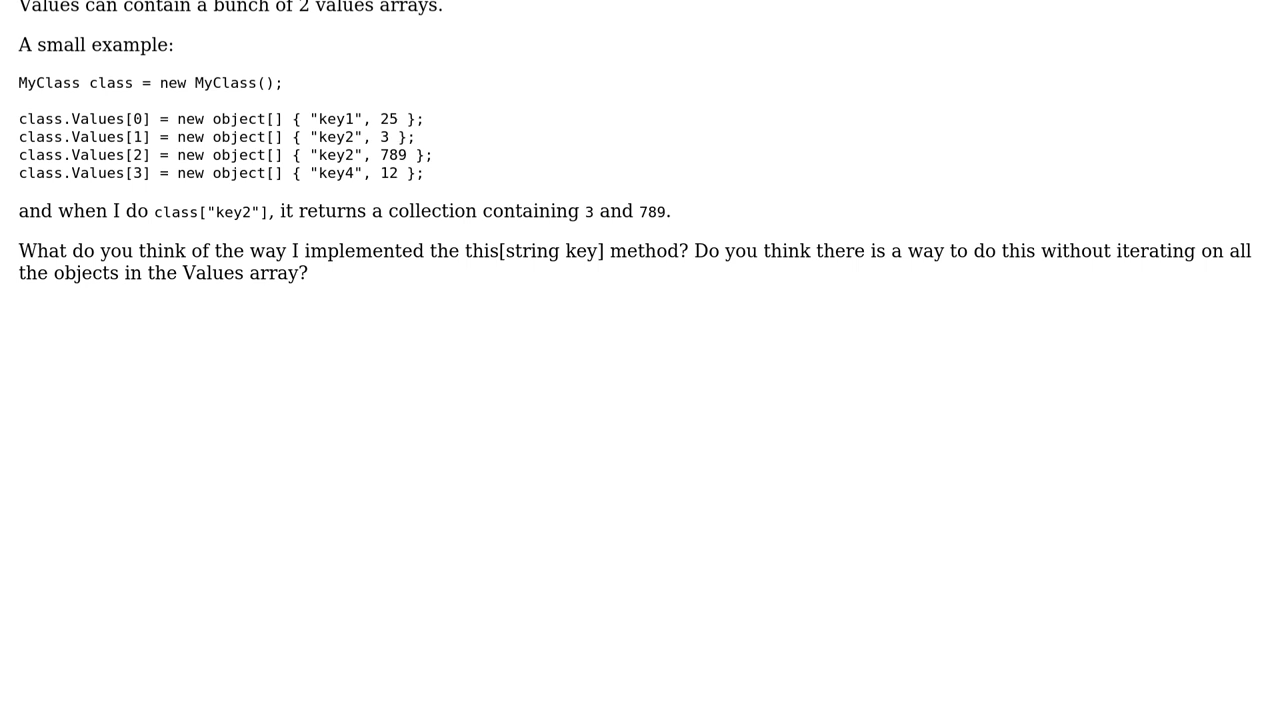 Values can contain a bunch of 2 values arrays.
A small example:
MyClass class = new MyClass();
class.Values[0] = new object[] { "key1", 25 };
class.Values[1] = new object[] { "key2", 3 };
class.Values[2] = new object[] { "key2", 789 };
class.Values[3] = new object[] { "key4", 12 };
and when I do class["key2"], it returns a collection containing 3 and 789.
What do you think of the way I implemented the this[string key] method? Do you think there is a way to do this without iterating on all
the objects in the Values array?